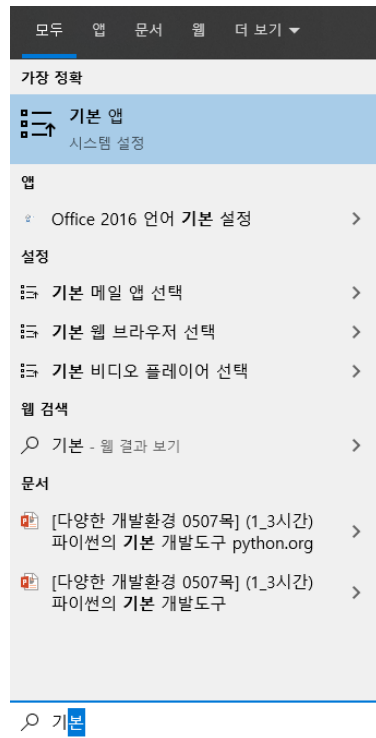 모두 앱 문서 웹 더 보기
가장 정확
기본 앱
시스템 설정
앱
Office 2016 언어 기본 설정
설정
기본 메일 앱 선택
기본 웹 브라우저 선택
기본 비디오 플레이어 선택
웹 검색
기본 - 웹 결과 보기
문서
[다양한 개발환경 0507목] (1_3시간)
파이썬의 기본 개발도구 python.org
[다양한 개발환경 0507목] (1_3시간)
파이썬의 기본 개발도구
기본